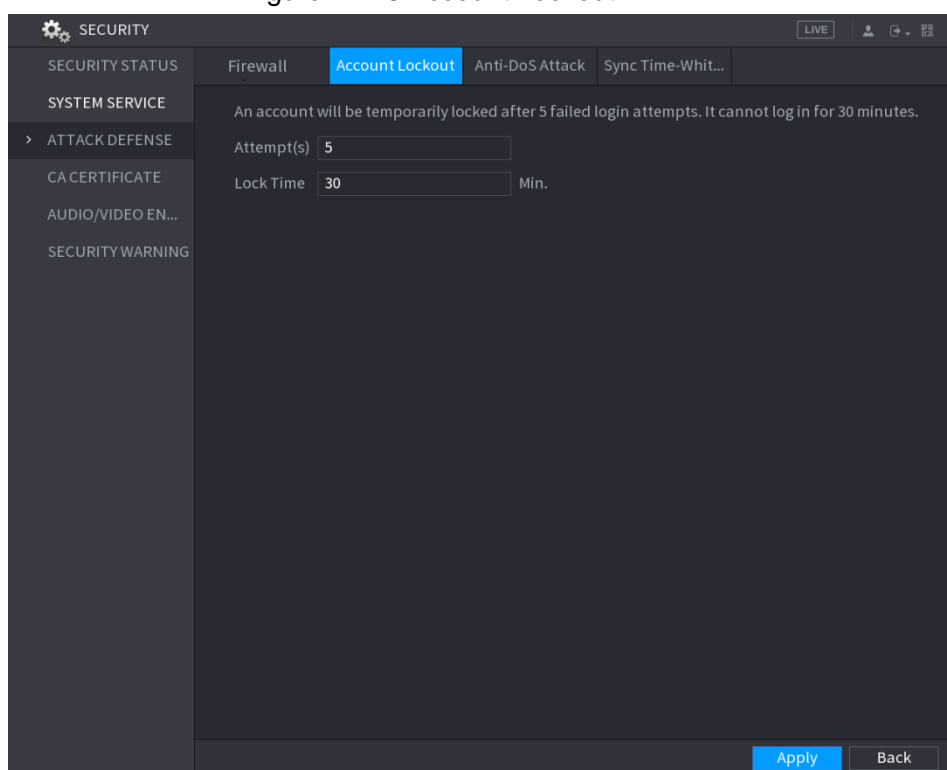 SECURITY
LIVE
SECURITY STATUS
SYSTEM SERVICE
> ATTACK DEFENSE
CA CERTIFICATE
AUDIO/VIDEO EN...
SECURITY WARNING
Firewall Account Lockout Anti-DoS Attack Sync Time-Whit...
An account will be temporarily locked after 5 failed login attempts. It cannot log in for 30 minutes.
Attempt(s) 5
Lock Time 30 Min.
Apply Back